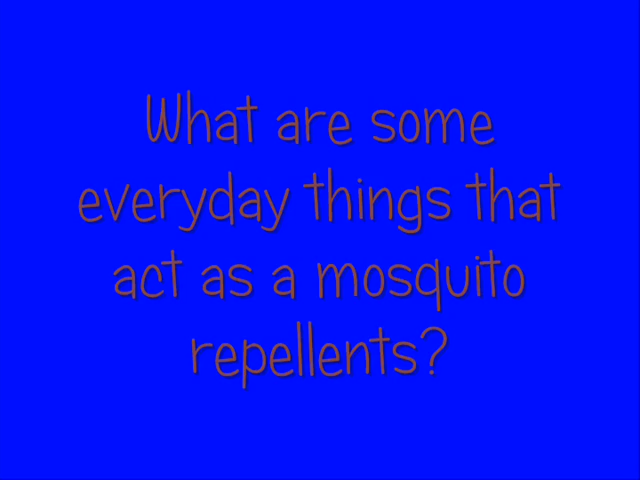 What are some
everyday things that
act as a mosquito
repellents?